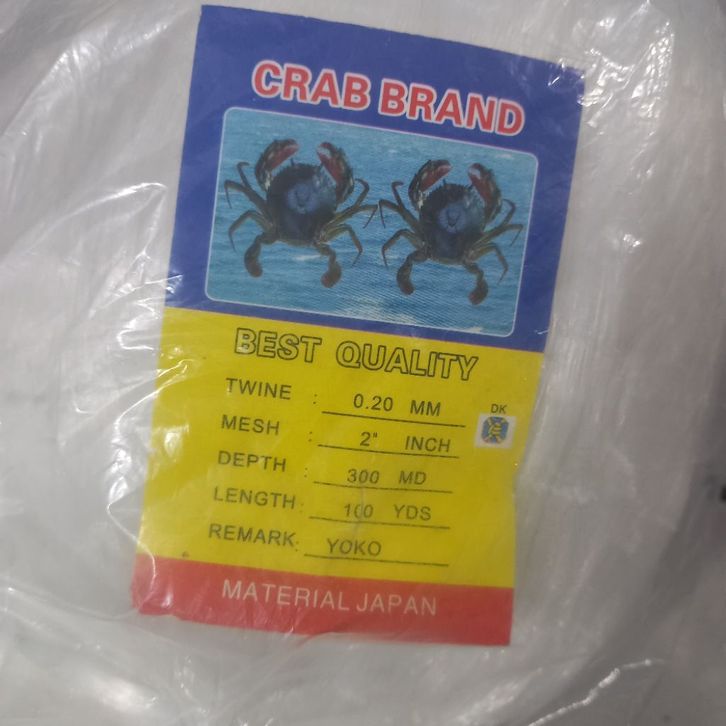 CRAB BRAND
BEST QUALITY
TWINE : 0.20 MM
DK
MESH : 2" INCH
DEPTH : 300 MD
LENGTH : 100 YDS
REMARK : YOKO
MATERIAL JAPAN